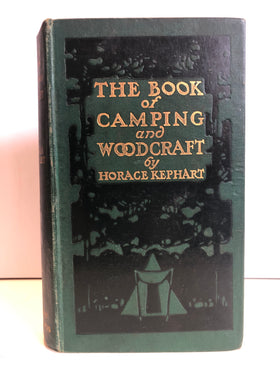 THE BOOK
of
CAMPING
and
WOODCRAFT
by
HORACE KEPHART